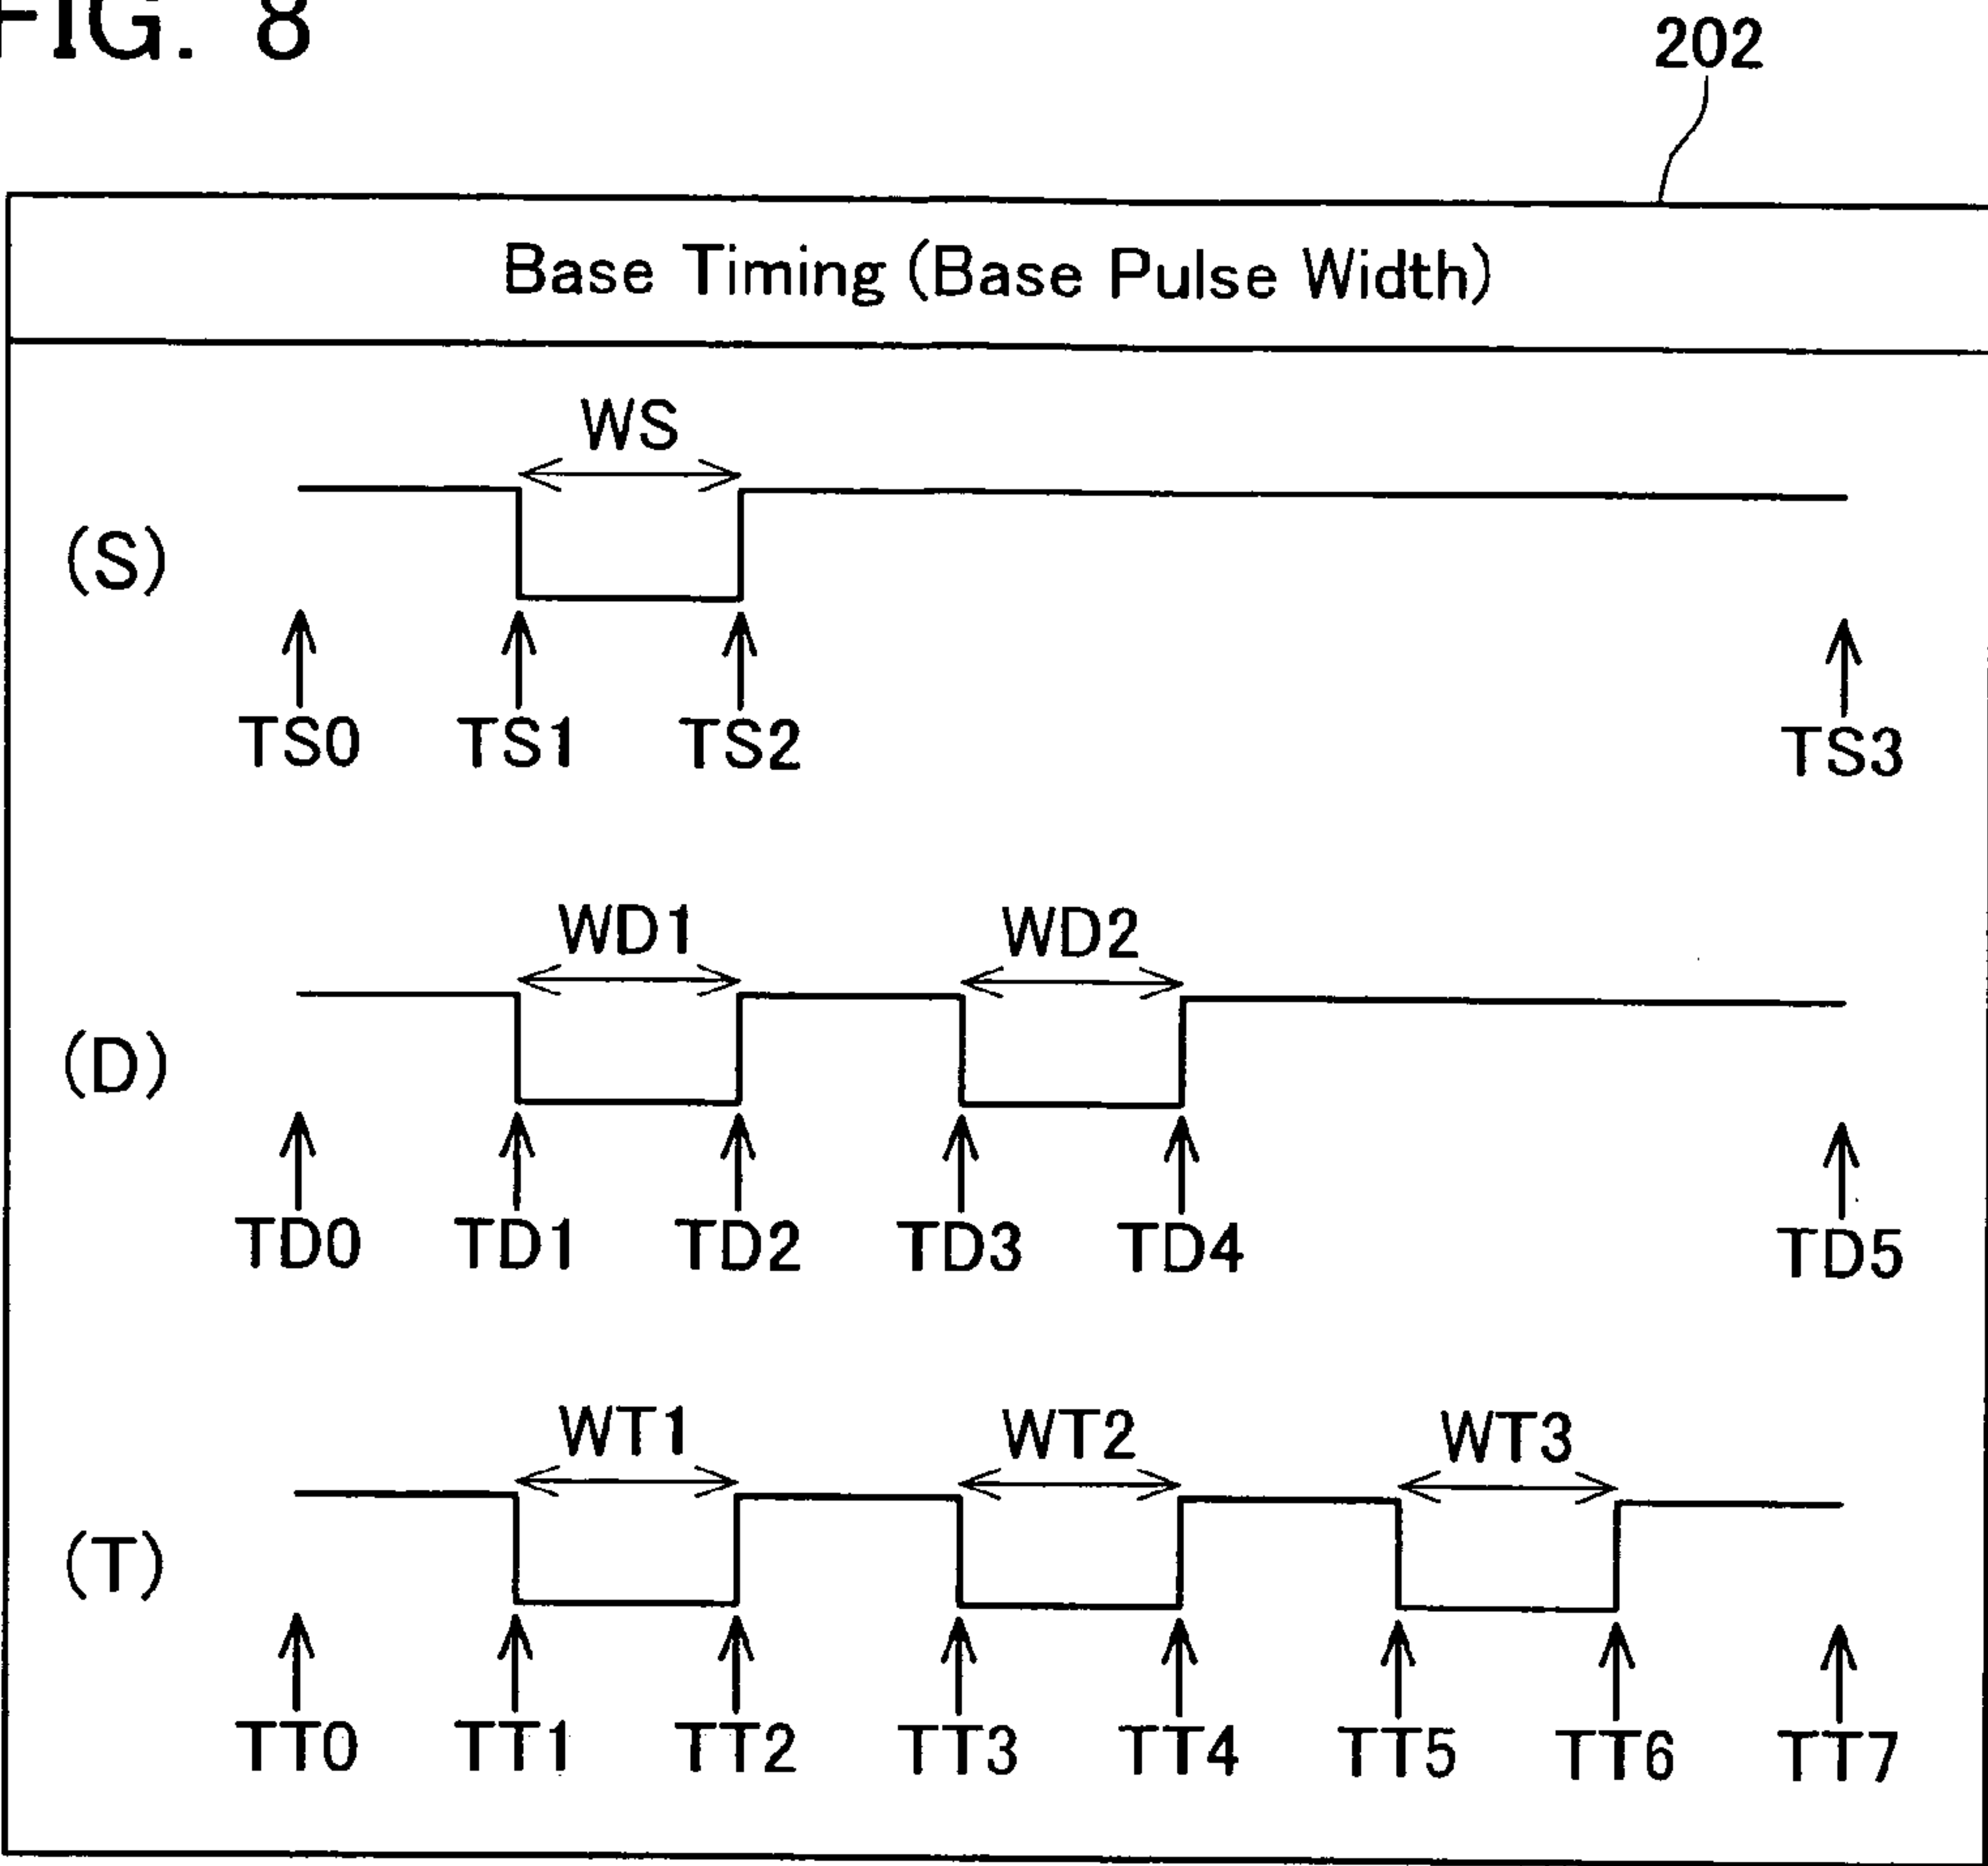 FIG. 8
202
Base Timing (Base Pulse Width)
WS
(S)
TS0 TS1 TS2 TS3
WD1 WD2
(D)
TD0 TD1 TD2 TD3 TD4 TD5
WT1 WT2 WT3
(T)
TT0 TT1 TT2 TT3 TT4 TT5 TT6 TT7